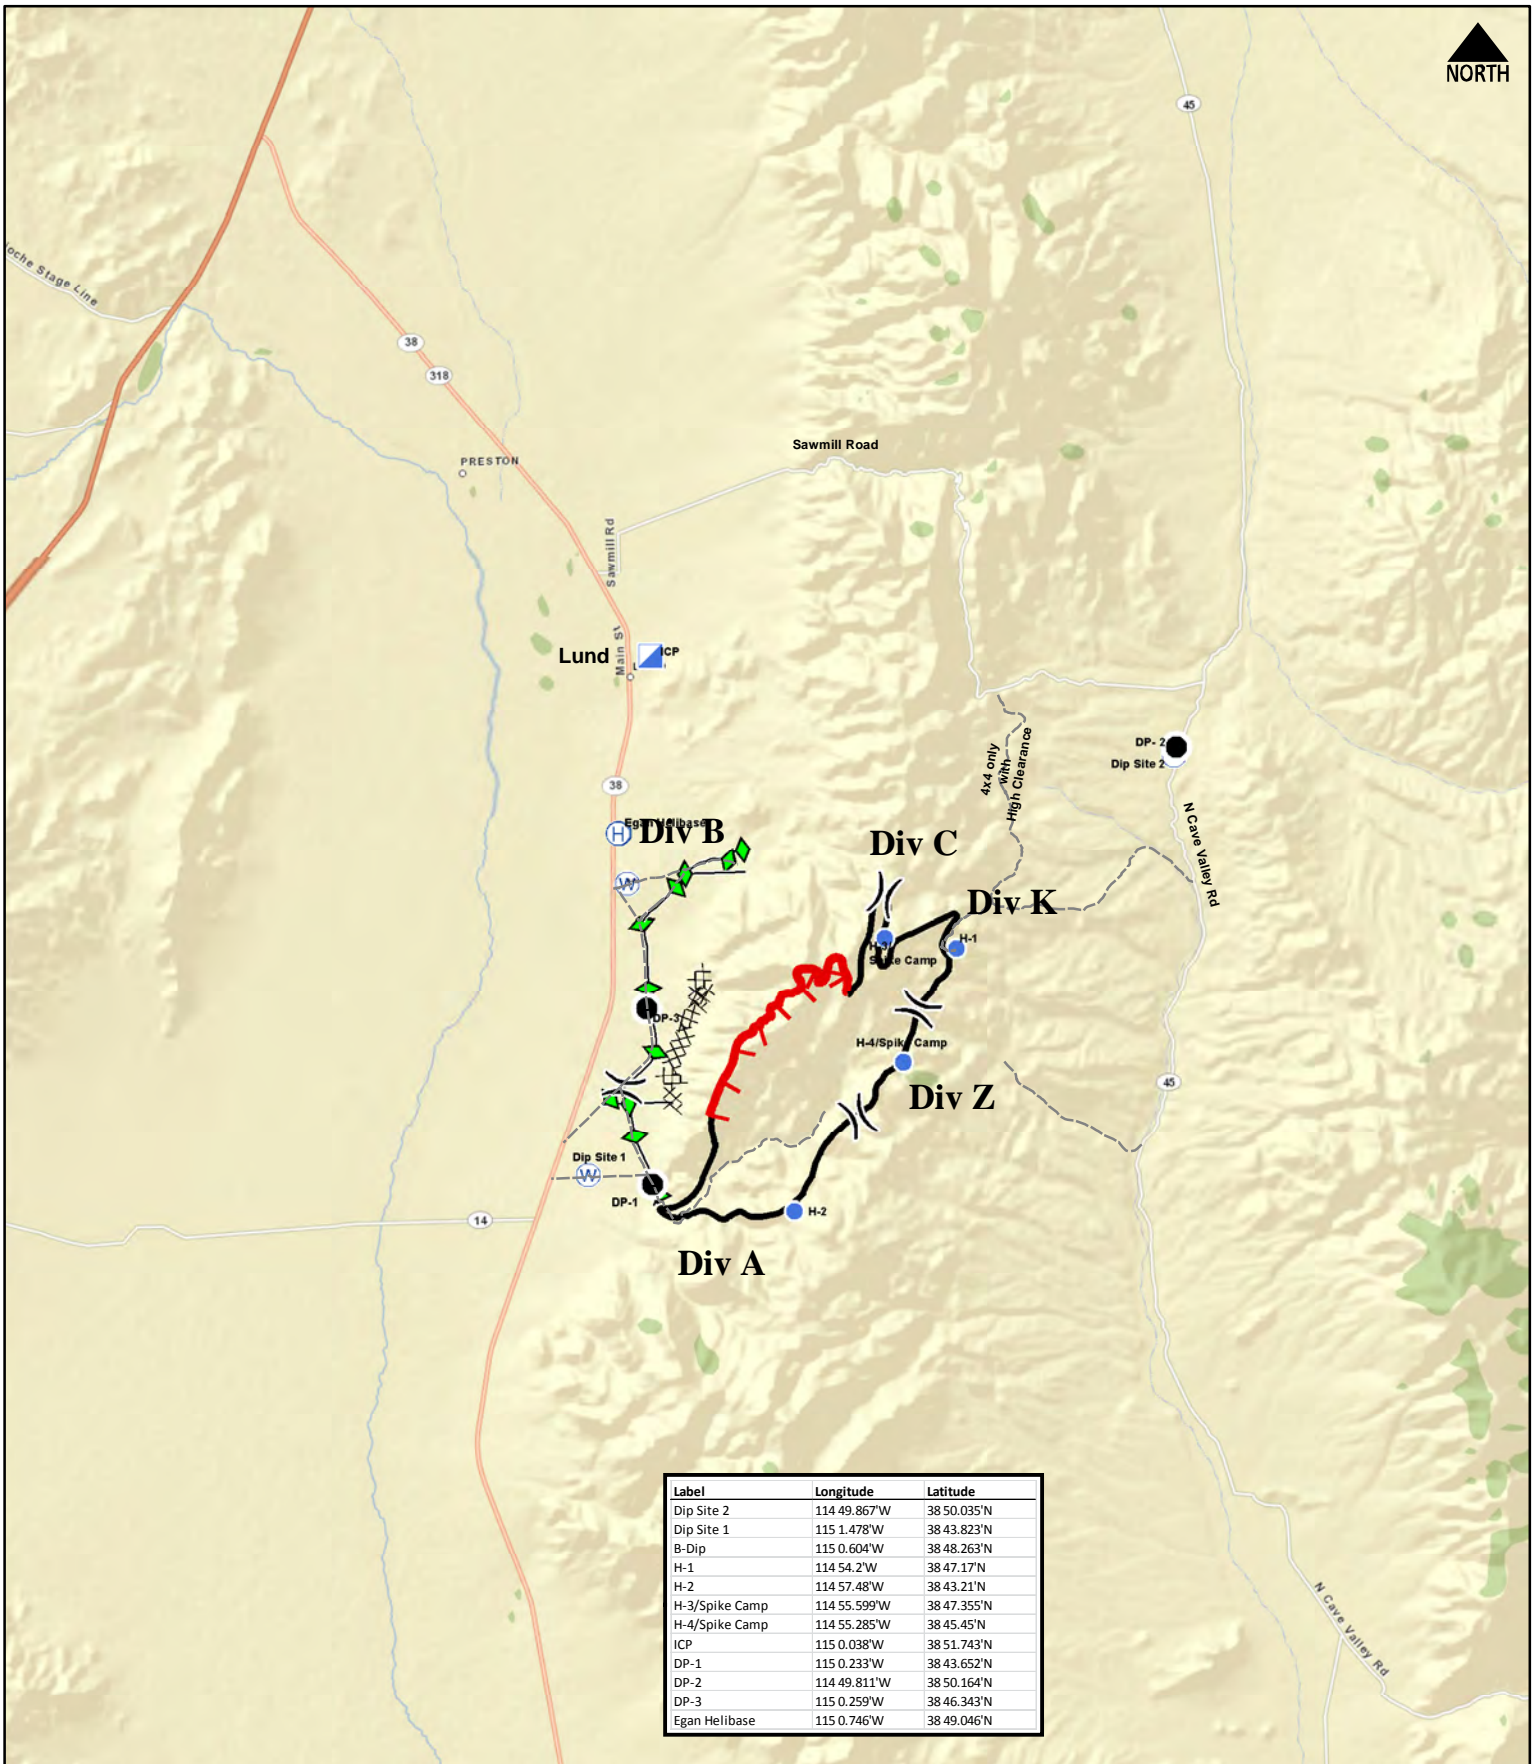 NORTH
45
oche Stage Line
38
318
Sawmill Road
PRESTON
Sawmill Rd
Main St
Lund
ICP
DP- 2
Dip Site 2
4x4 only
with
High Clearance
38
N Cave Valley Rd
Egan Helibase
H
Div B
Div C
W
Div K
H-3/
Spike Camp
H-1
DP-3
H-4/Spike Camp
45
Div Z
Dip Site 1
W
DP-1
H-2
14
Div A
Label Longitude Latitude
Dip Site 2 114 49.867'W 38 50.035'N
Dip Site 1 115 1.478'W 38 43.823'N
B-Dip 115 0.604'W 38 48.263'N
H-1 114 54.2'W 38 47.17'N
H-2 114 57.48'W 38 43.21'N
H-3/Spike Camp 114 55.599'W 38 47.355'N
H-4/Spike Camp 114 55.285'W 38 45.45'N
ICP 115 0.038'W 38 51.743'N
DP-1 115 0.233'W 38 43.652'N
DP-2 114 49.811'W 38 50.164'N
DP-3 115 0.259'W 38 46.343'N
Egan Helibase 115 0.746'W 38 49.046'N
N Cave Valley Rd